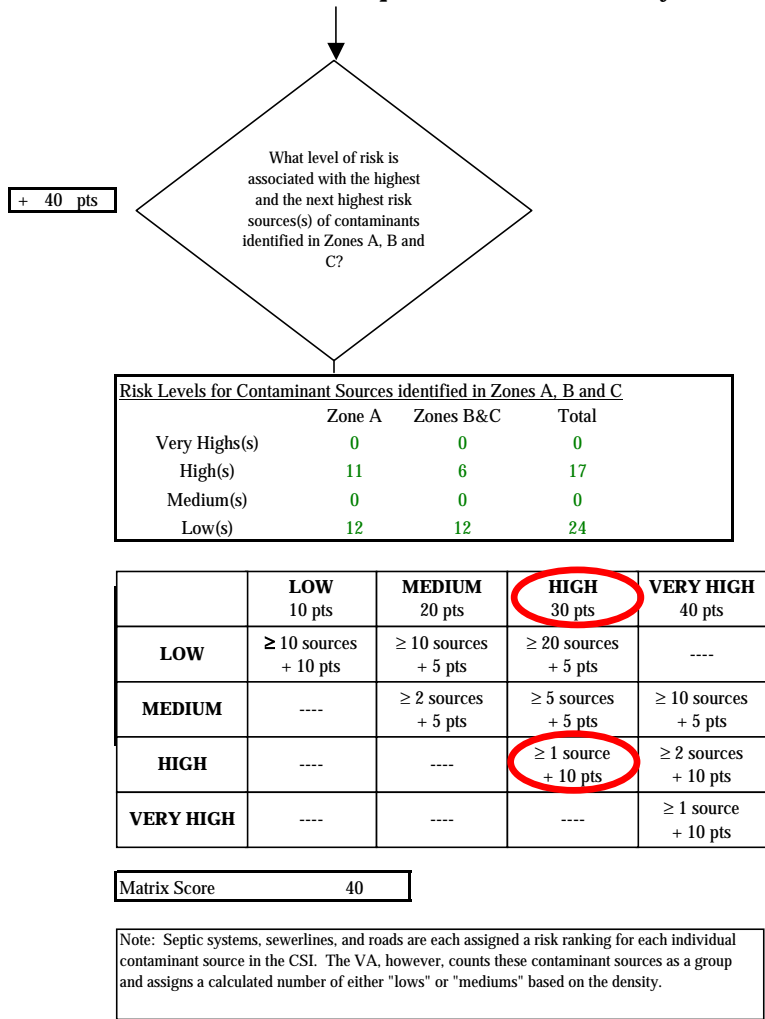 What level of risk is
associated with the highest
and the next highest risk
sources(s) of contaminants
identified in Zones A, B and
C?
+ 40 pts
Risk Levels for Contaminant Sources identified in Zones A, B and C
Zone A Zones B&C Total
Very Highs(s) 0 0 0
High(s) 11 6 17
Medium(s) 0 0 0
Low(s) 12 12 24
LOW MEDIUM HIGH VERY HIGH
10 pts 20 pts 30 pts 40 pts
LOW ≥ 10 sources ≥ 10 sources ≥ 20 sources ----
+ 10 pts + 5 pts + 5 pts
MEDIUM ---- ≥ 2 sources ≥ 5 sources ≥ 10 sources
+ 5 pts + 5 pts + 5 pts
HIGH ---- ---- ≥ 1 source ≥ 2 sources
+ 10 pts + 10 pts
VERY HIGH ---- ---- ---- ≥ 1 source
+ 10 pts
Matrix Score 40
Note: Septic systems, sewerlines, and roads are each assigned a risk ranking for each individual
contaminant source in the CSI. The VA, however, counts these contaminant sources as a group
and assigns a calculated number of either "lows" or "mediums" based on the density.